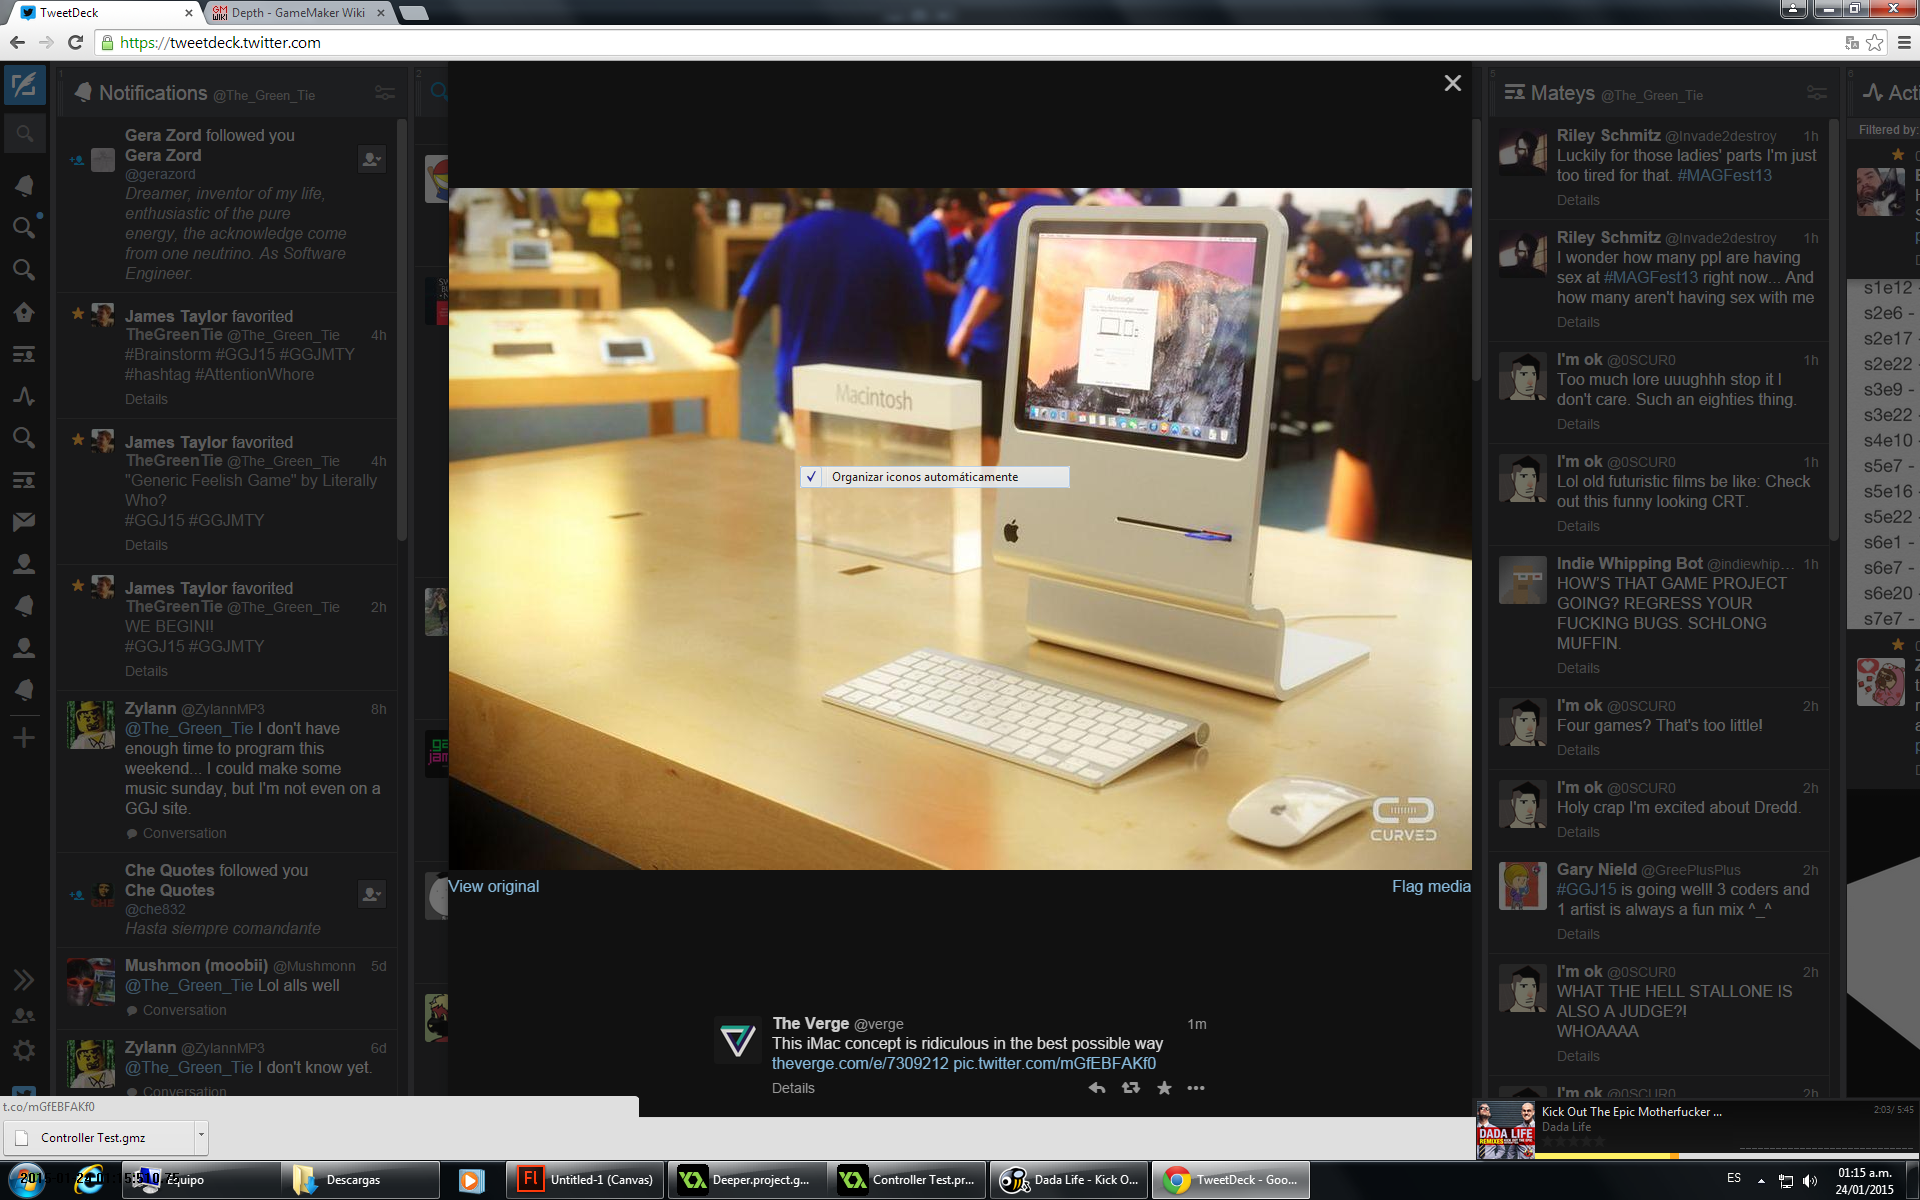 TweetDeck
Depth - GameMaker Wiki
https://tweetdeck.twitter.com
1
Notifications @The_Green_Tie
Gera Zord followed you
Gera Zord
@gerazord
Dreamer, inventor of my life,
enthusiastic of the pure
energy, the acknowledge come
from one neutrino. As Software
Engineer.
James Taylor favorited
TheGreenTie @The_Green_Tie 4h
#Brainstorm #GGJ15 #GGJMTY
#hashtag #AttentionWhore
Details
James Taylor favorited
TheGreenTie @The_Green_Tie 4h
"Generic Feelish Game" by Literally
Who?
#GGJ15 #GGJMTY
Details
James Taylor favorited
TheGreenTie @The_Green_Tie 2h
WE BEGIN!!
#GGJ15 #GGJMTY
Details
Zylann @ZylannMP3 8h
@The_Green_Tie I don't have
enough time to program this
weekend... I could make some
music sunday, but I'm not even on a
GGJ site.
Conversation
Che Quotes followed you
Che Quotes
@che832
Hasta siempre comandante
Mushmon (moobii) @Mushmonn 5d
@The_Green_Tie Lol alls well
Conversation
Zylann @ZylannMP3 6d
@The_Green_Tie I don't know yet.
Conversation
2
Macintosh
iMessage
Organizar iconos automáticamente
CURVED
View original
Flag media
The Verge @verge 1m
This iMac concept is ridiculous in the best possible way
theverge.com/e/7309212 pic.twitter.com/mGfEBFAKf0
Details
5
Mateys @The_Green_Tie
Riley Schmitz @Invade2destroy 1h
Luckily for those ladies' parts I'm just
too tired for that. #MAGFest13
Details
Riley Schmitz @Invade2destroy 1h
I wonder how many ppl are having
sex at #MAGFest13 right now... And
how many aren't having sex with me
Details
I'm ok @0SCUR0 1h
Too much lore uuughhh stop it I
don't care. Such an eighties thing.
Details
I'm ok @0SCUR0 1h
Lol old futuristic films be like: Check
out this funny looking CRT.
Details
Indie Whipping Bot @indiewhip... 1h
HOW'S THAT GAME PROJECT
GOING? REGRESS YOUR
FUCKING BUGS. SCHLONG
MUFFIN.
Details
I'm ok @0SCUR0 2h
Four games? That's too little!
Details
I'm ok @0SCUR0 2h
Holy crap I'm excited about Dredd.
Details
Gary Nield @GreePlusPlus 2h
#GGJ15 is going well! 3 coders and
1 artist is always a fun mix ^_^
Details
I'm ok @0SCUR0 2h
WHAT THE HELL STALLONE IS
ALSO A JUDGE?!
WHOAAAA
Details
I'm ok @0SCUR0 2h
6
Acti
Filtered by:
s1e12 -
s2e6 -
s2e17
s2e22
s3e9 -
s3e22
s4e10
s5e7 -
s5e16
s5e22
s6e1 -
s6e7 -
s6e20
s7e7 -
t.co/mGfEBFAKf0
Controller Test.gmz
DADA LIFE
Kick Out The Epic Motherfucker ...
Dada Life
2:03/ 5:45
Equipo
Descargas
Untitled-1 (Canvas)
Deeper.project.g...
Controller Test.pr...
Dada Life - Kick O...
TweetDeck - Goo...
ES
01:15 a.m.
24/01/2015